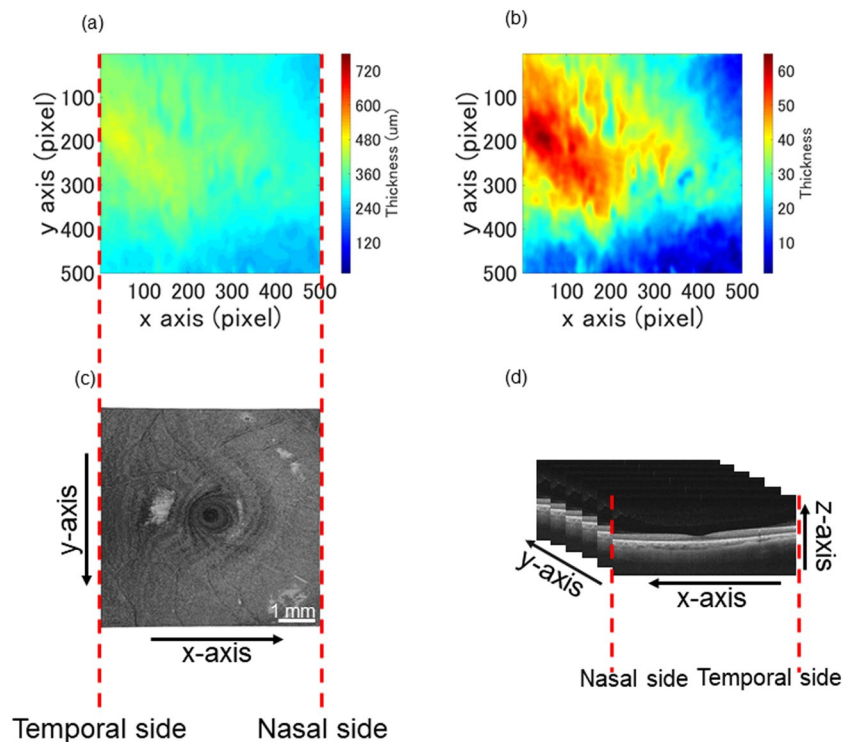 (a)
(b)
100
200
300
400
500
y axis (pixel)
100 200 300 400 500
x axis (pixel)
720
600
480
360
240
120
Thickness (um)
100
200
300
400
500
y axis (pixel)
100 200 300 400 500
x axis (pixel)
60
50
40
30
20
10
Thickness
(c)
(d)
y-axis
1 mm
x-axis
Temporal side
Nasal side
y-axis
x-axis
z-axis
Nasal side
Temporal side